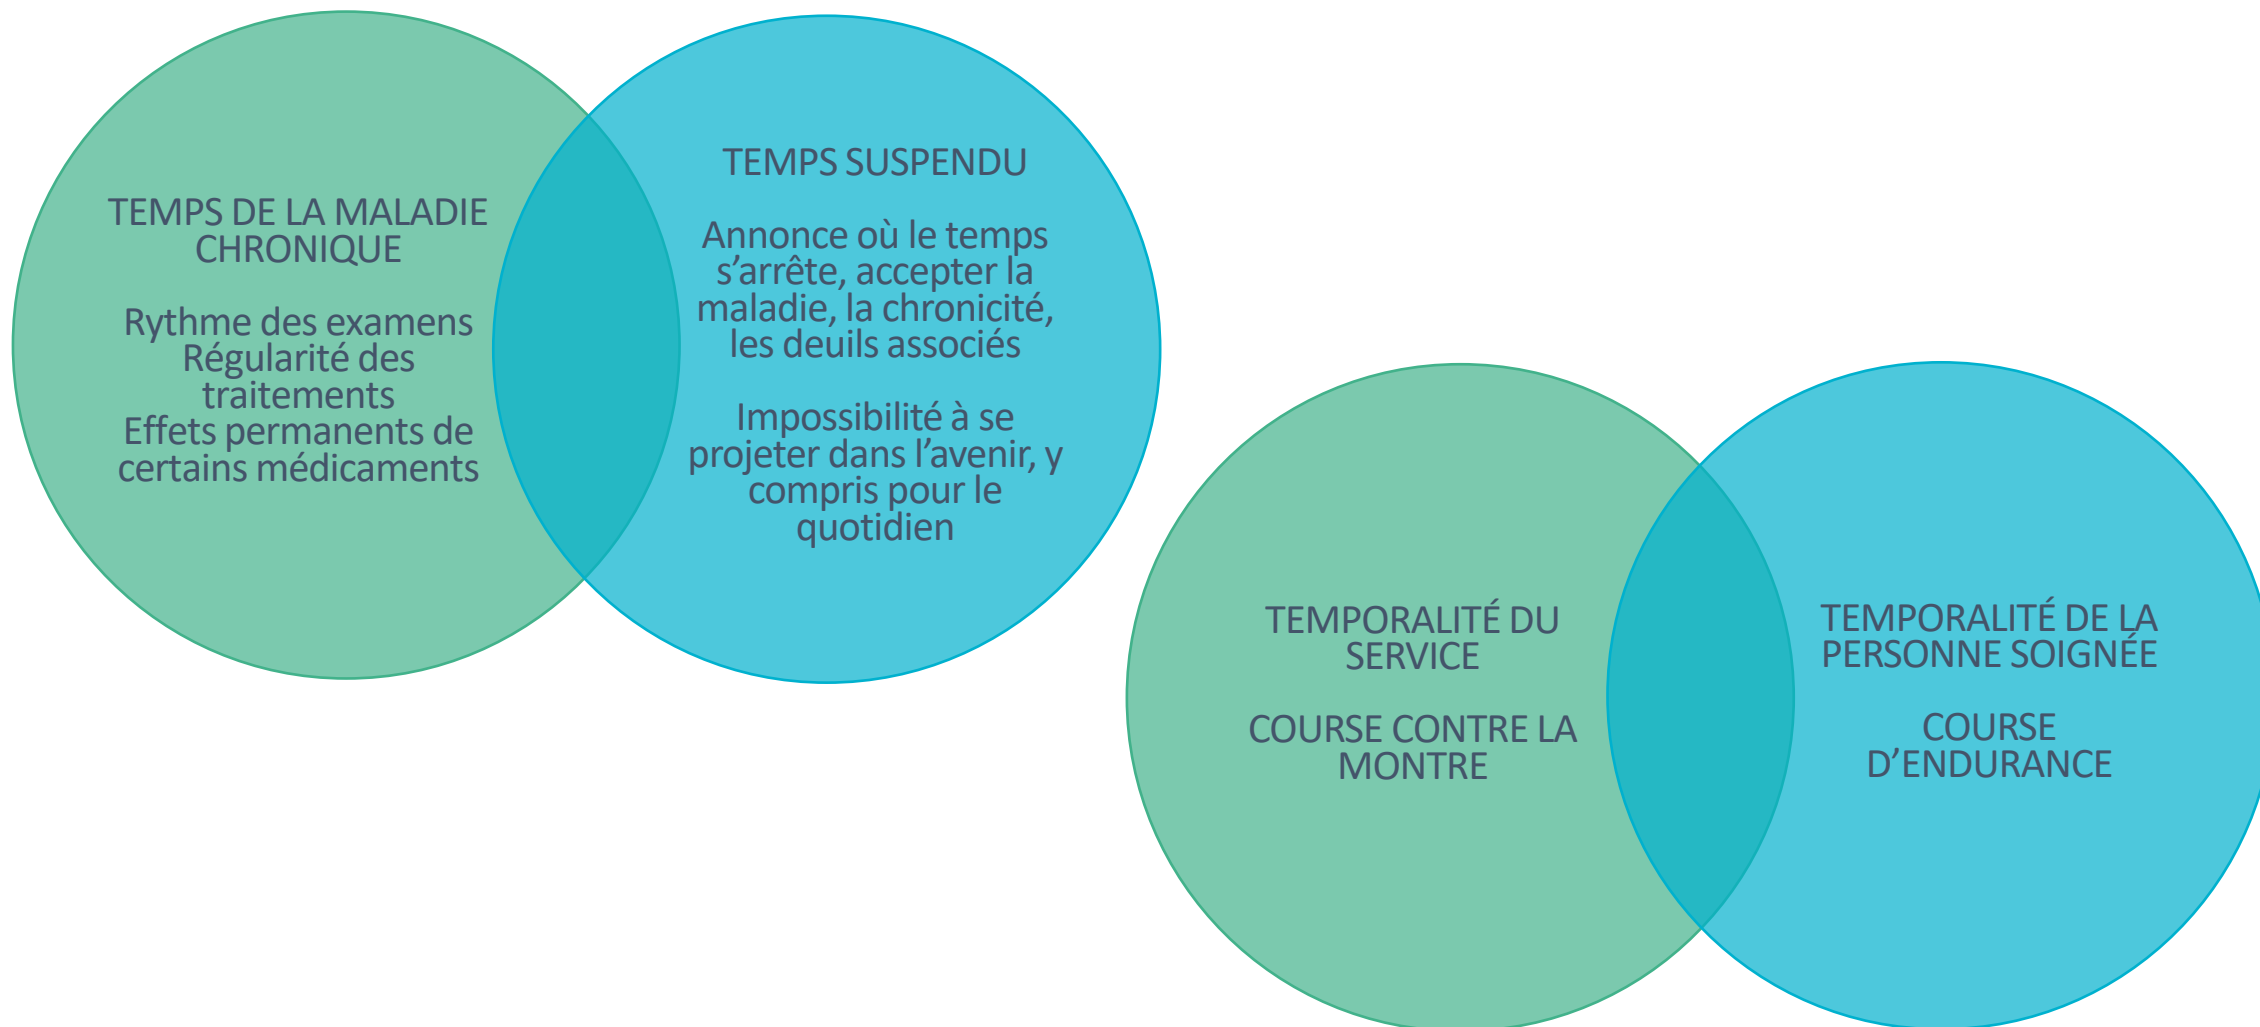 TEMPS DE LA MALADIE
CHRONIQUE
Rythme des examens
Régularité des
traitements
Effets permanents de
certains médicaments
TEMPS SUSPENDU
Annonce où le temps
s’arrête, accepter la
maladie, la chronicité,
les deuils associés
Impossibilité à se
projeter dans l’avenir, y
compris pour le
quotidien
TEMPORALITÉ DU
SERVICE
COURSE CONTRE LA
MONTRE
TEMPORALITÉ DE LA
PERSONNE SOIGNÉE
COURSE
D’ENDURANCE